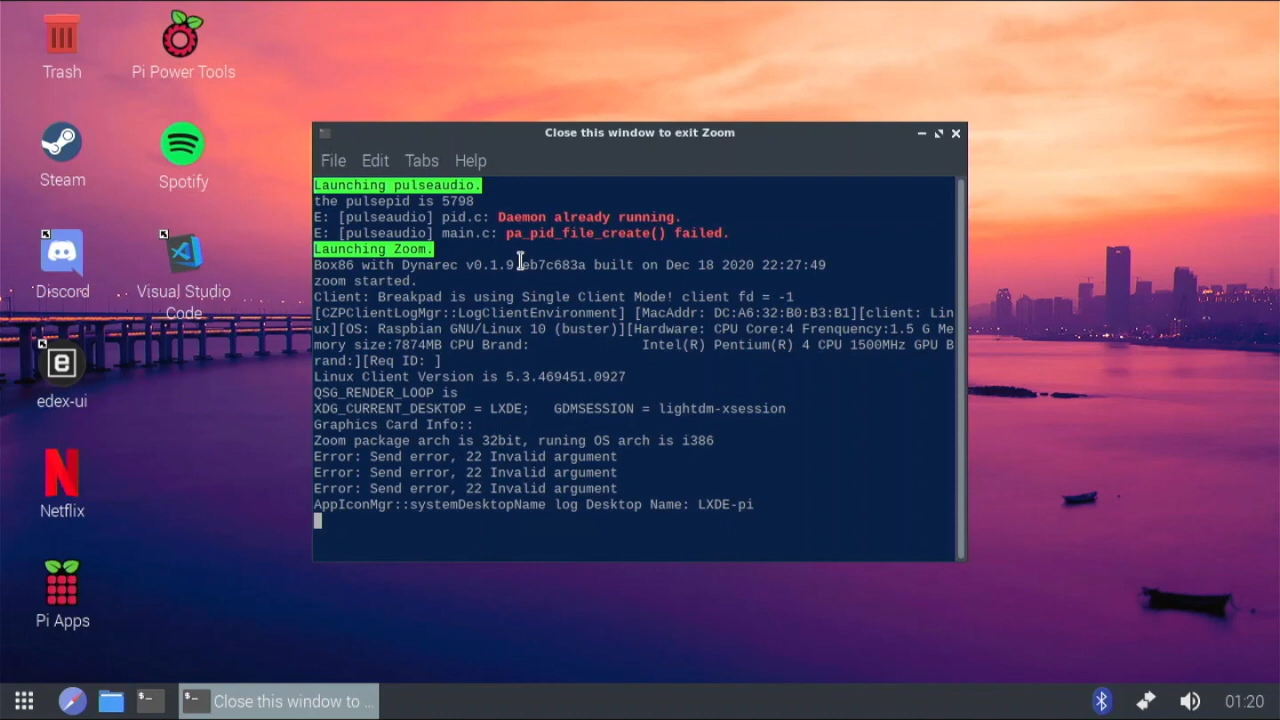 Trash
Pi Power Tools
Steam
Spotify
Discord
Visual Studio
Code
edex-ui
Netflix
Pi Apps
Close this window to exit Zoom
File Edit Tabs Help
Launching pulseaudio.
the pulsepid is 5798
E: [pulseaudio] pid.c: Daemon already running.
E: [pulseaudio] main.c: pa_pid_file_create() failed.
Launching Zoom.
Box86 with Dynarec v0.1.9 eb7c683a built on Dec 18 2020 22:27:49
zoom started.
Client: Breakpad is using Single Client Mode! client fd = -1
[CZPClientLogMgr::LogClientEnvironment] [MacAddr: DC:A6:32:B0:B3:B1][client: Lin
ux][OS: Raspbian GNU/Linux 10 (buster)][Hardware: CPU Core:4 Frenquency:1.5 G Me
mory size:7874MB CPU Brand: Intel(R) Pentium(R) 4 CPU 1500MHz GPU B
rand:][Req ID: ]
Linux Client Version is 5.3.469451.0927
QSG_RENDER_LOOP is
XDG_CURRENT_DESKTOP = LXDE; GDMSESSION = lightdm-xsession
Graphics Card Info::
Zoom package arch is 32bit, runing OS arch is i386
Error: Send error, 22 Invalid argument
Error: Send error, 22 Invalid argument
Error: Send error, 22 Invalid argument
AppIconMgr::systemDesktopName log Desktop Name: LXDE-pi
Close this window to ...
01:20